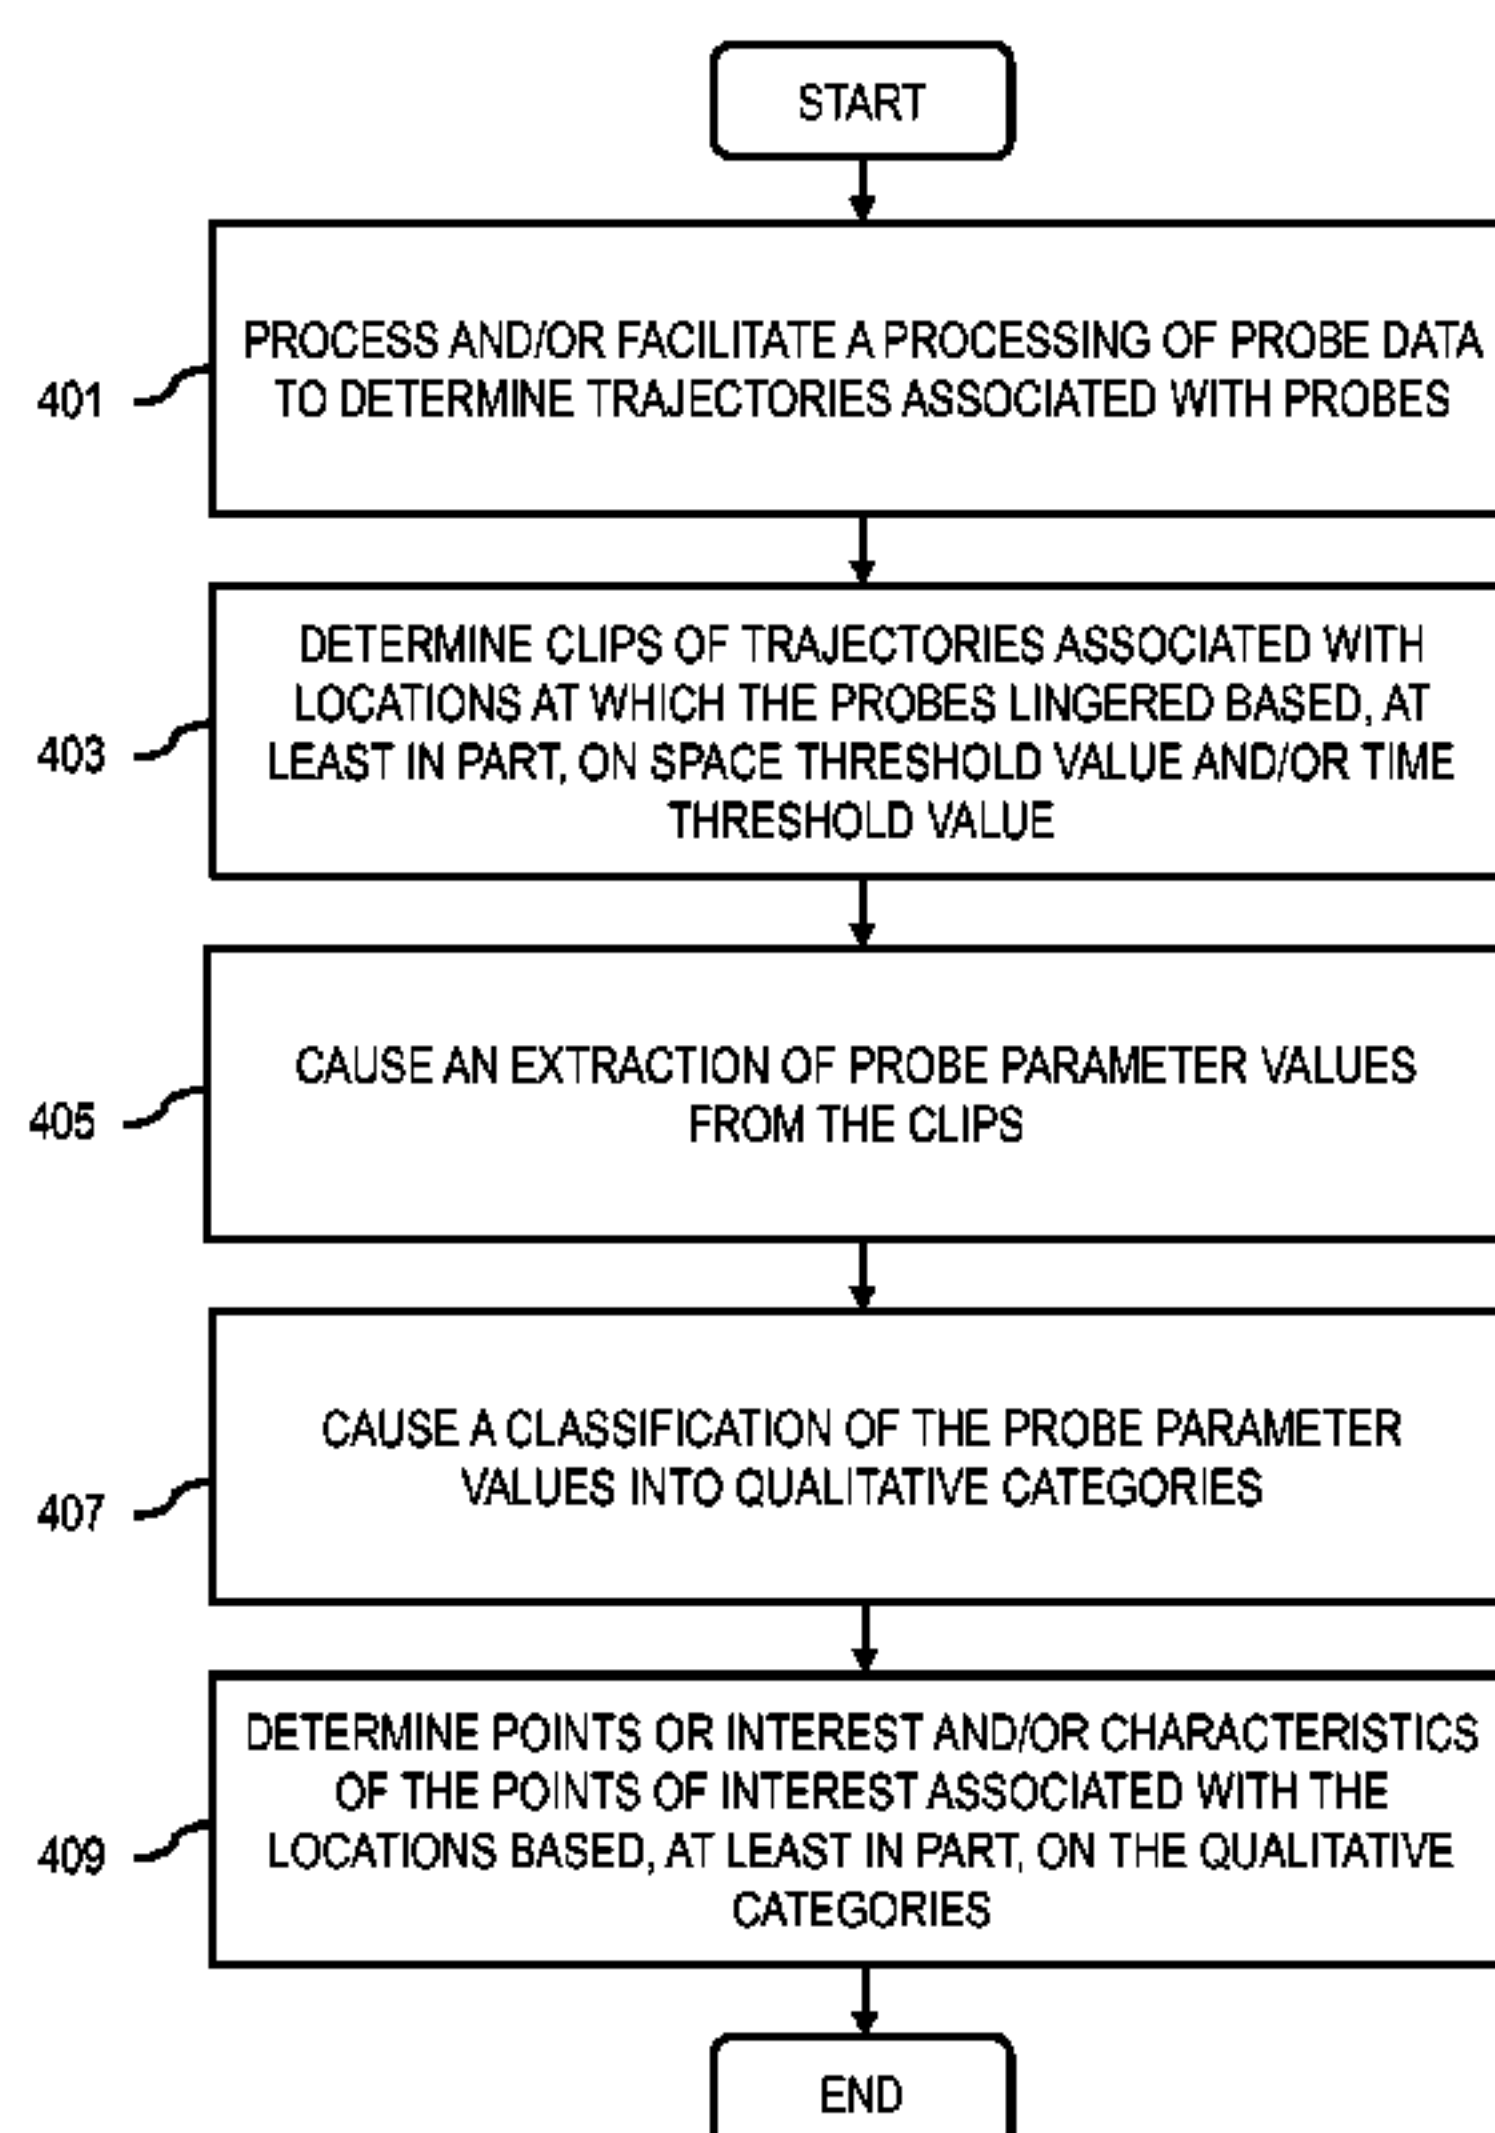 START
PROCESS AND/OR FACILITATE A PROCESSING OF PROBE DATA
TO DETERMINE TRAJECTORIES ASSOCIATED WITH PROBES
401
DETERMINE CLIPS OF TRAJECTORIES ASSOCIATED WITH
LOCATIONS AT WHICH THE PROBES LINGERED BASED, AT
LEAST IN PART, ON SPACE THRESHOLD VALUE AND/OR TIME
THRESHOLD VALUE
403
CAUSE AN EXTRACTION OF PROBE PARAMETER VALUES
FROM THE CLIPS
405
CAUSE A CLASSIFICATION OF THE PROBE PARAMETER
VALUES INTO QUALITATIVE CATEGORIES
407
DETERMINE POINTS OR INTEREST AND/OR CHARACTERISTICS
OF THE POINTS OF INTEREST ASSOCIATED WITH THE
LOCATIONS BASED, AT LEAST IN PART, ON THE QUALITATIVE
CATEGORIES
409
END